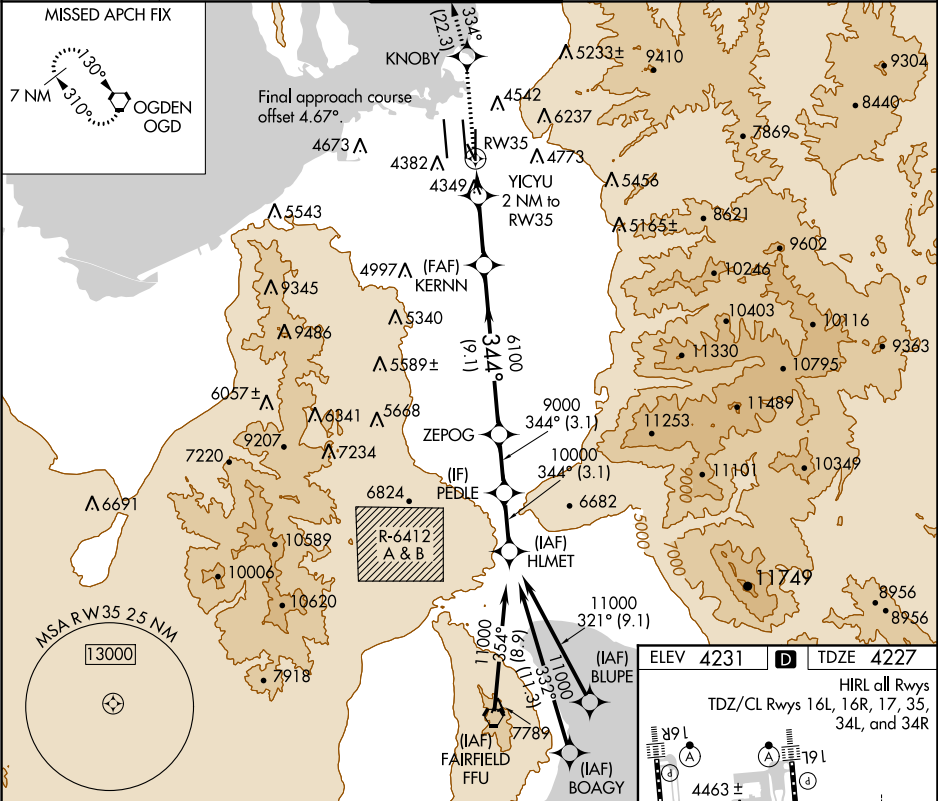 MISSED APCH FIX
130°
7 NM
310°
OGDEN
OGD
334°
(22.3)
KNOBY
Final approach course
offset 4.67°.
5233±
9410
9304
4542
6237
8440
7869
4673
4382
RW35
4773
4349
YICYU
2 NM to
RW35
5456
5543
5165±
8621
9602
4997
(FAF)
KERNN
10246
9345
5340
10403
10116
9486
6100
344°
(9.1)
11330
9363
5589±
10795
6057±
9000
344° (3.1)
11489
6341
5668
ZEPOG
11253
9207
7234
10000
344° (3.1)
7220
(IF)
PEDLE
11101
10349
6691
6824
6682
7000
5000
R-6412
A & B
10589
(IAF)
HLMET
10006
11749
10620
8956
8956
11000
321° (9.1)
MSA RW35 25 NM
13000
11000
354°
(8.6)
11000
332°
(11.3)
7918
(IAF)
BLUPE
7789
(IAF)
FAIRFIELD
FFU
(IAF)
BOAGY
ELEV 4231
D
TDZE 4227
HIRL all Rwys
TDZ/CL Rwys 16L, 16R, 17, 35,
34L, and 34R
16R
A
A
16L
P
P
4463 ±